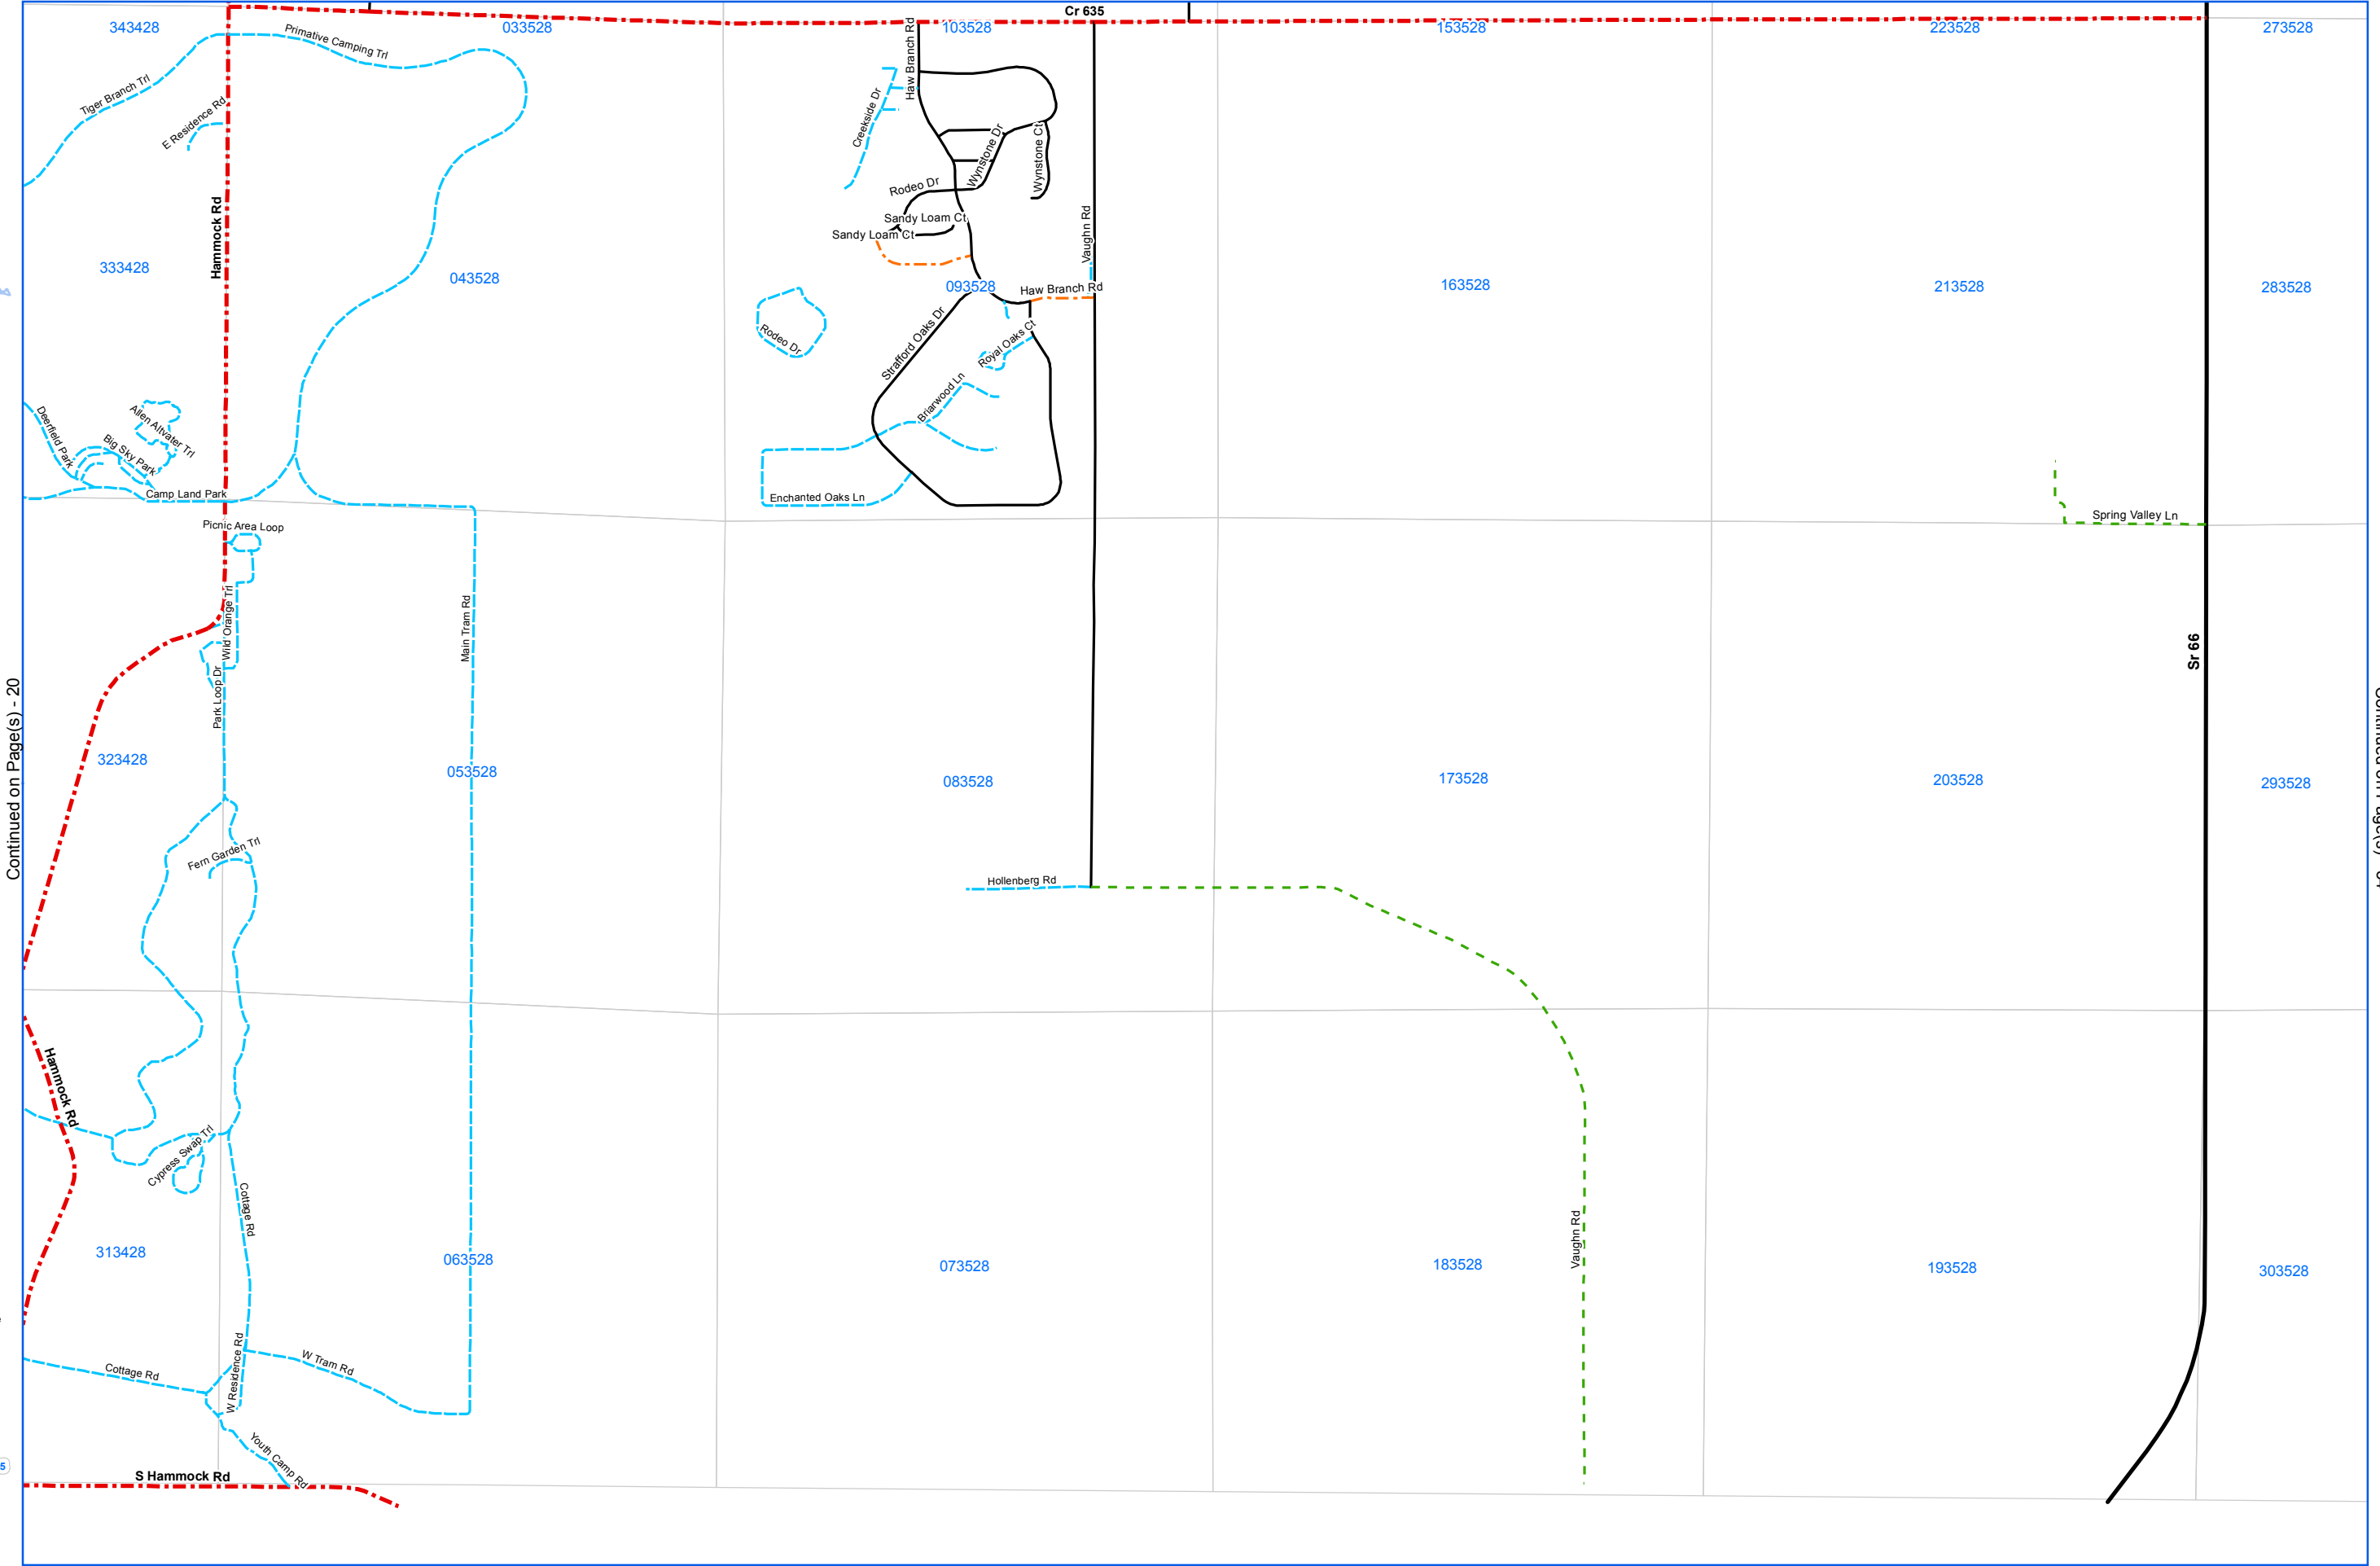 Cr 635
343428
033528
103528
153528
223528
273528
Primative Camping Trl
Haw Branch Rd
Tiger Branch Trl
E Residence Rd
Creekside Dr
Wynstone Dr
Wynstone Ct
Rodeo Dr
Hammock Rd
Sandy Loam Ct
Sandy Loam Ct
Vaughn Rd
333428
043528
093528
Haw Branch Rd
163528
213528
283528
Rodeo Dr
Strafford Oaks Dr
Royal Oaks Ct
Briarwood Ln
Deerfield Park
Allen Altvater Trl
Big Sky Park
Camp Land Park
Enchanted Oaks Ln
Spring Valley Ln
Picnic Area Loop
Wild Orange Trl
Main Tram Rd
Sr 66
Park Loop Dr
Continued on Page(s) - 20
323428
053528
083528
173528
203528
293528
Fern Garden Trl
Hollenberg Rd
Hammock Rd
Cypress Swap Trl
Cottage Rd
Vaughn Rd
313428
063528
073528
183528
193528
303528
Cottage Rd
W Residence Rd
W Tram Rd
Youth Camp Rd
5
S Hammock Rd